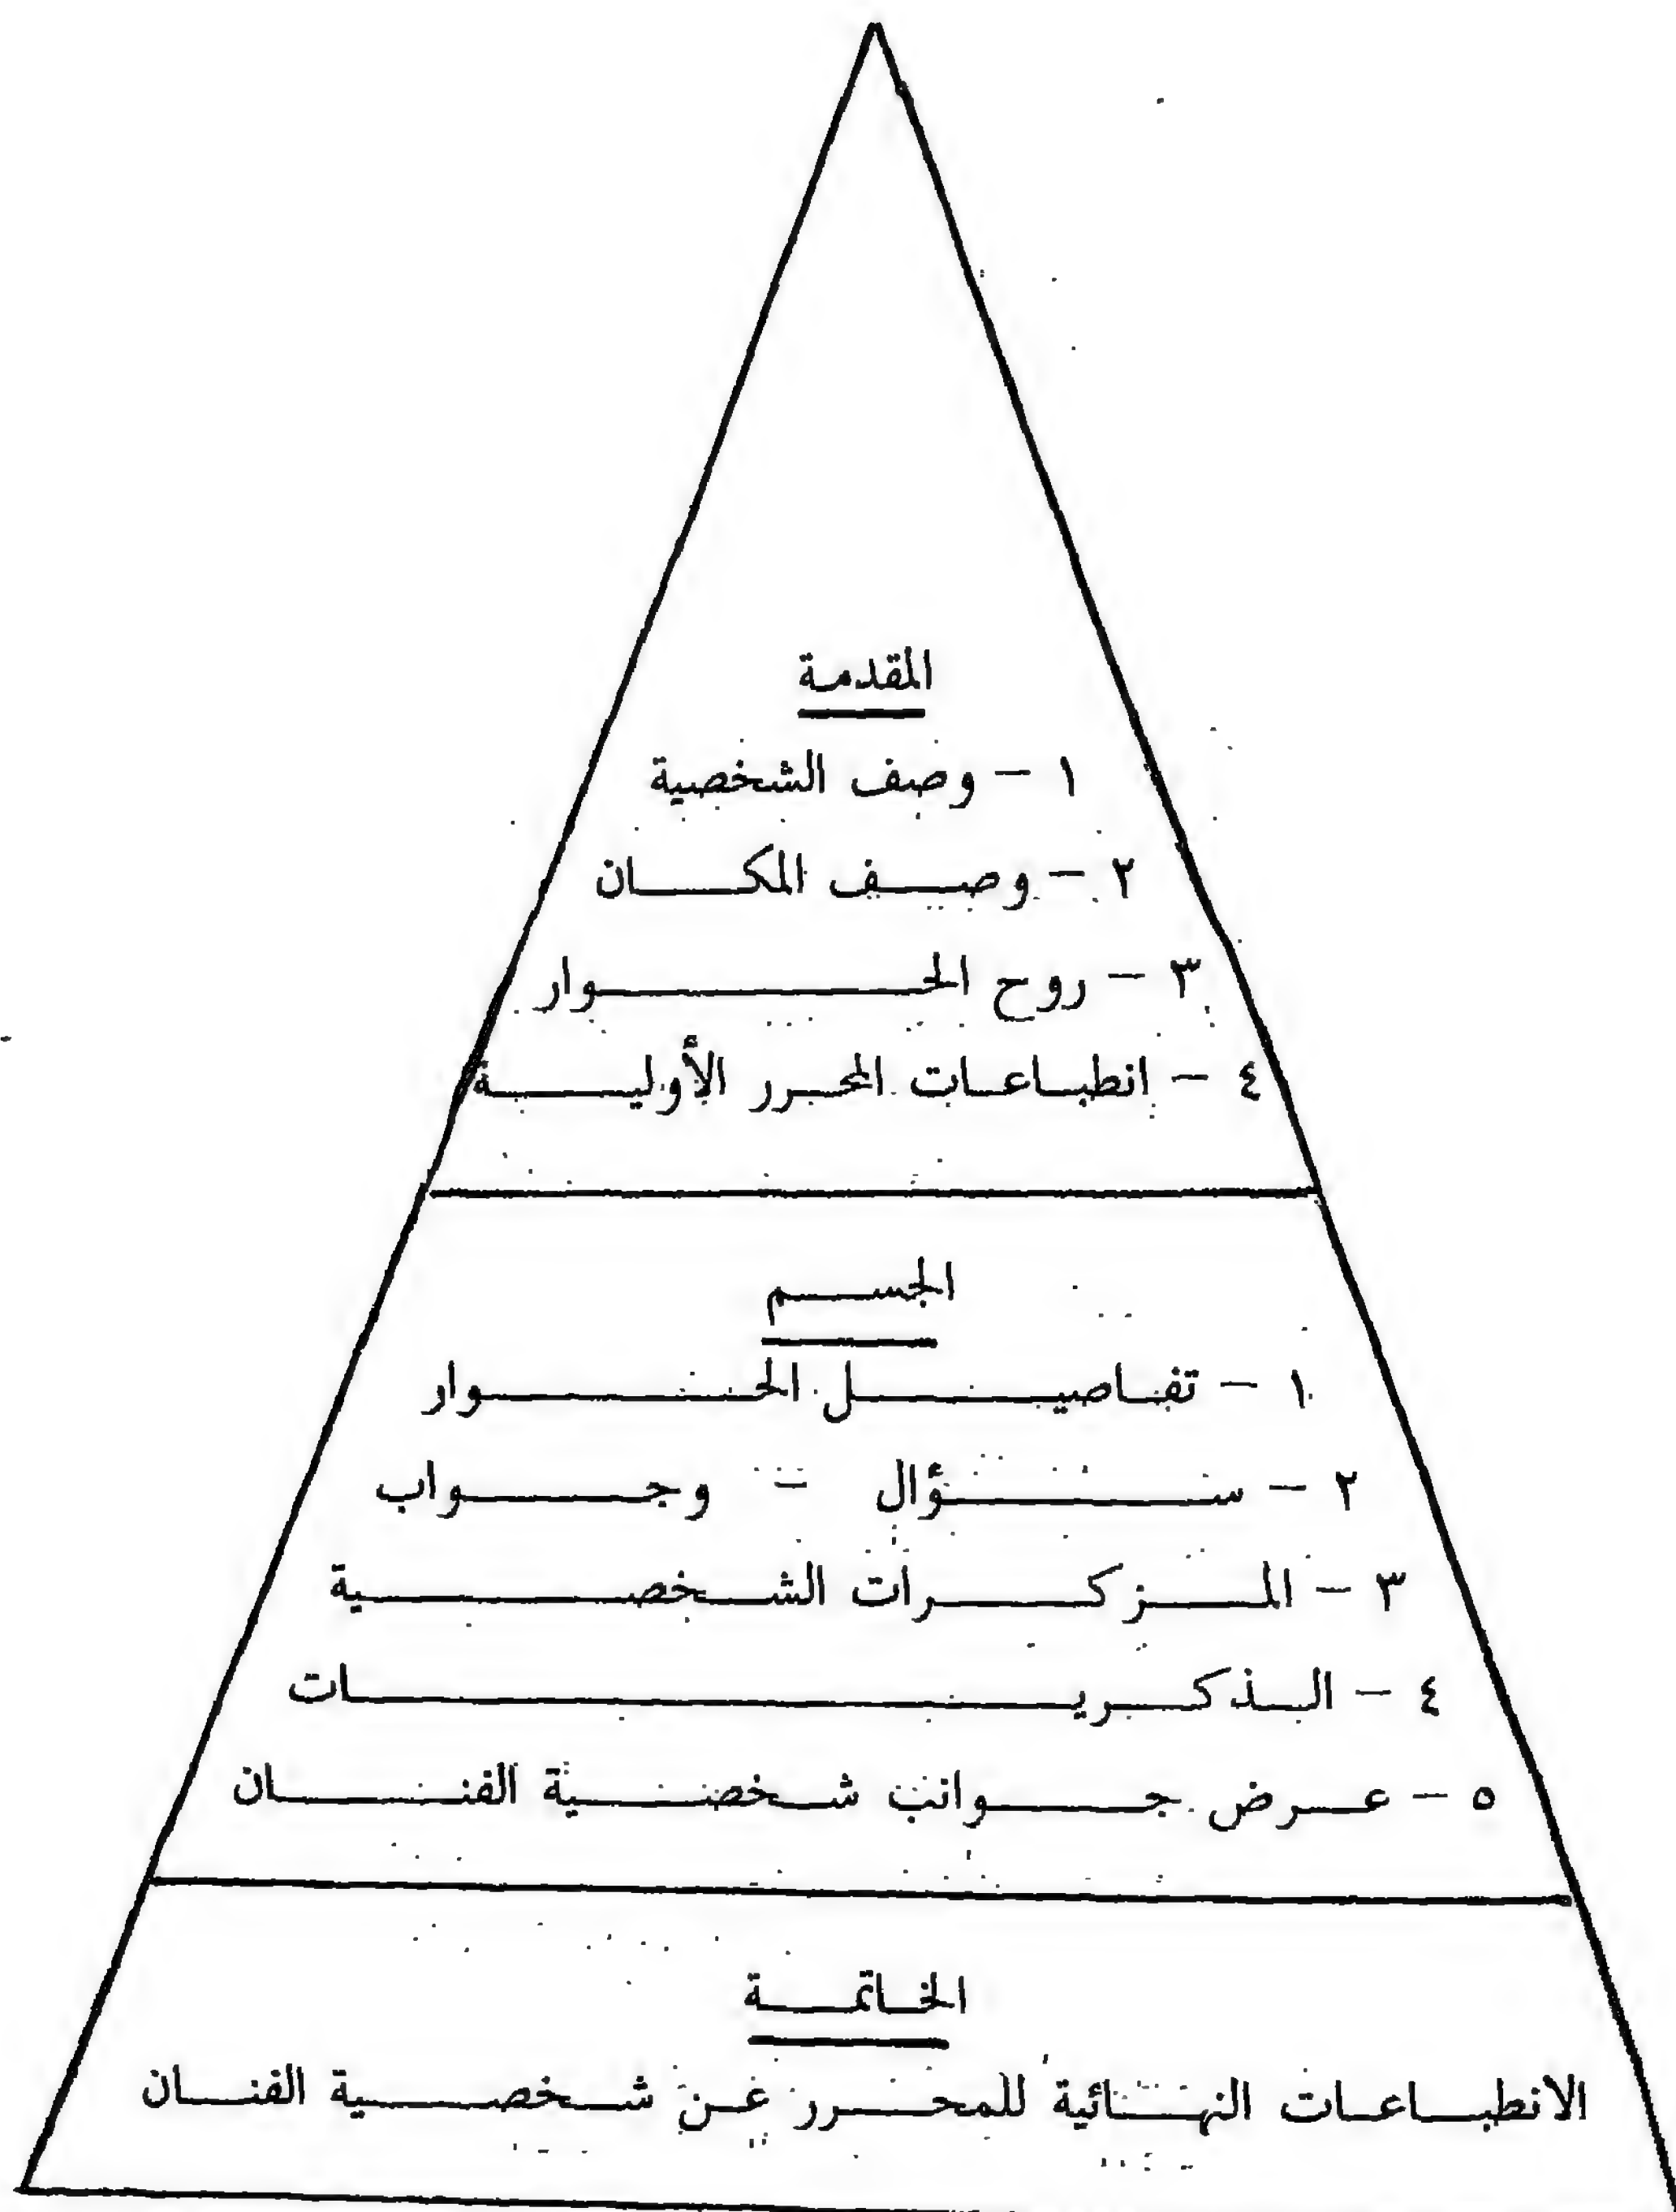 المقدمة
١ - وصف الشخصية
٢ - وصف المكان
٣ - روح الحوار
٤ - انطباعات المحرر الأولية
الجسم
١ - تفاصيل الحوار
٢ - سؤال - وجواب
٣ - المزكرات الشخصية
٤ - الذكريات
٥ - عرض جوانب شخصية الفنان
الخاتمة
الانطباعات النهائية للمحرر عن شخصية الفنان